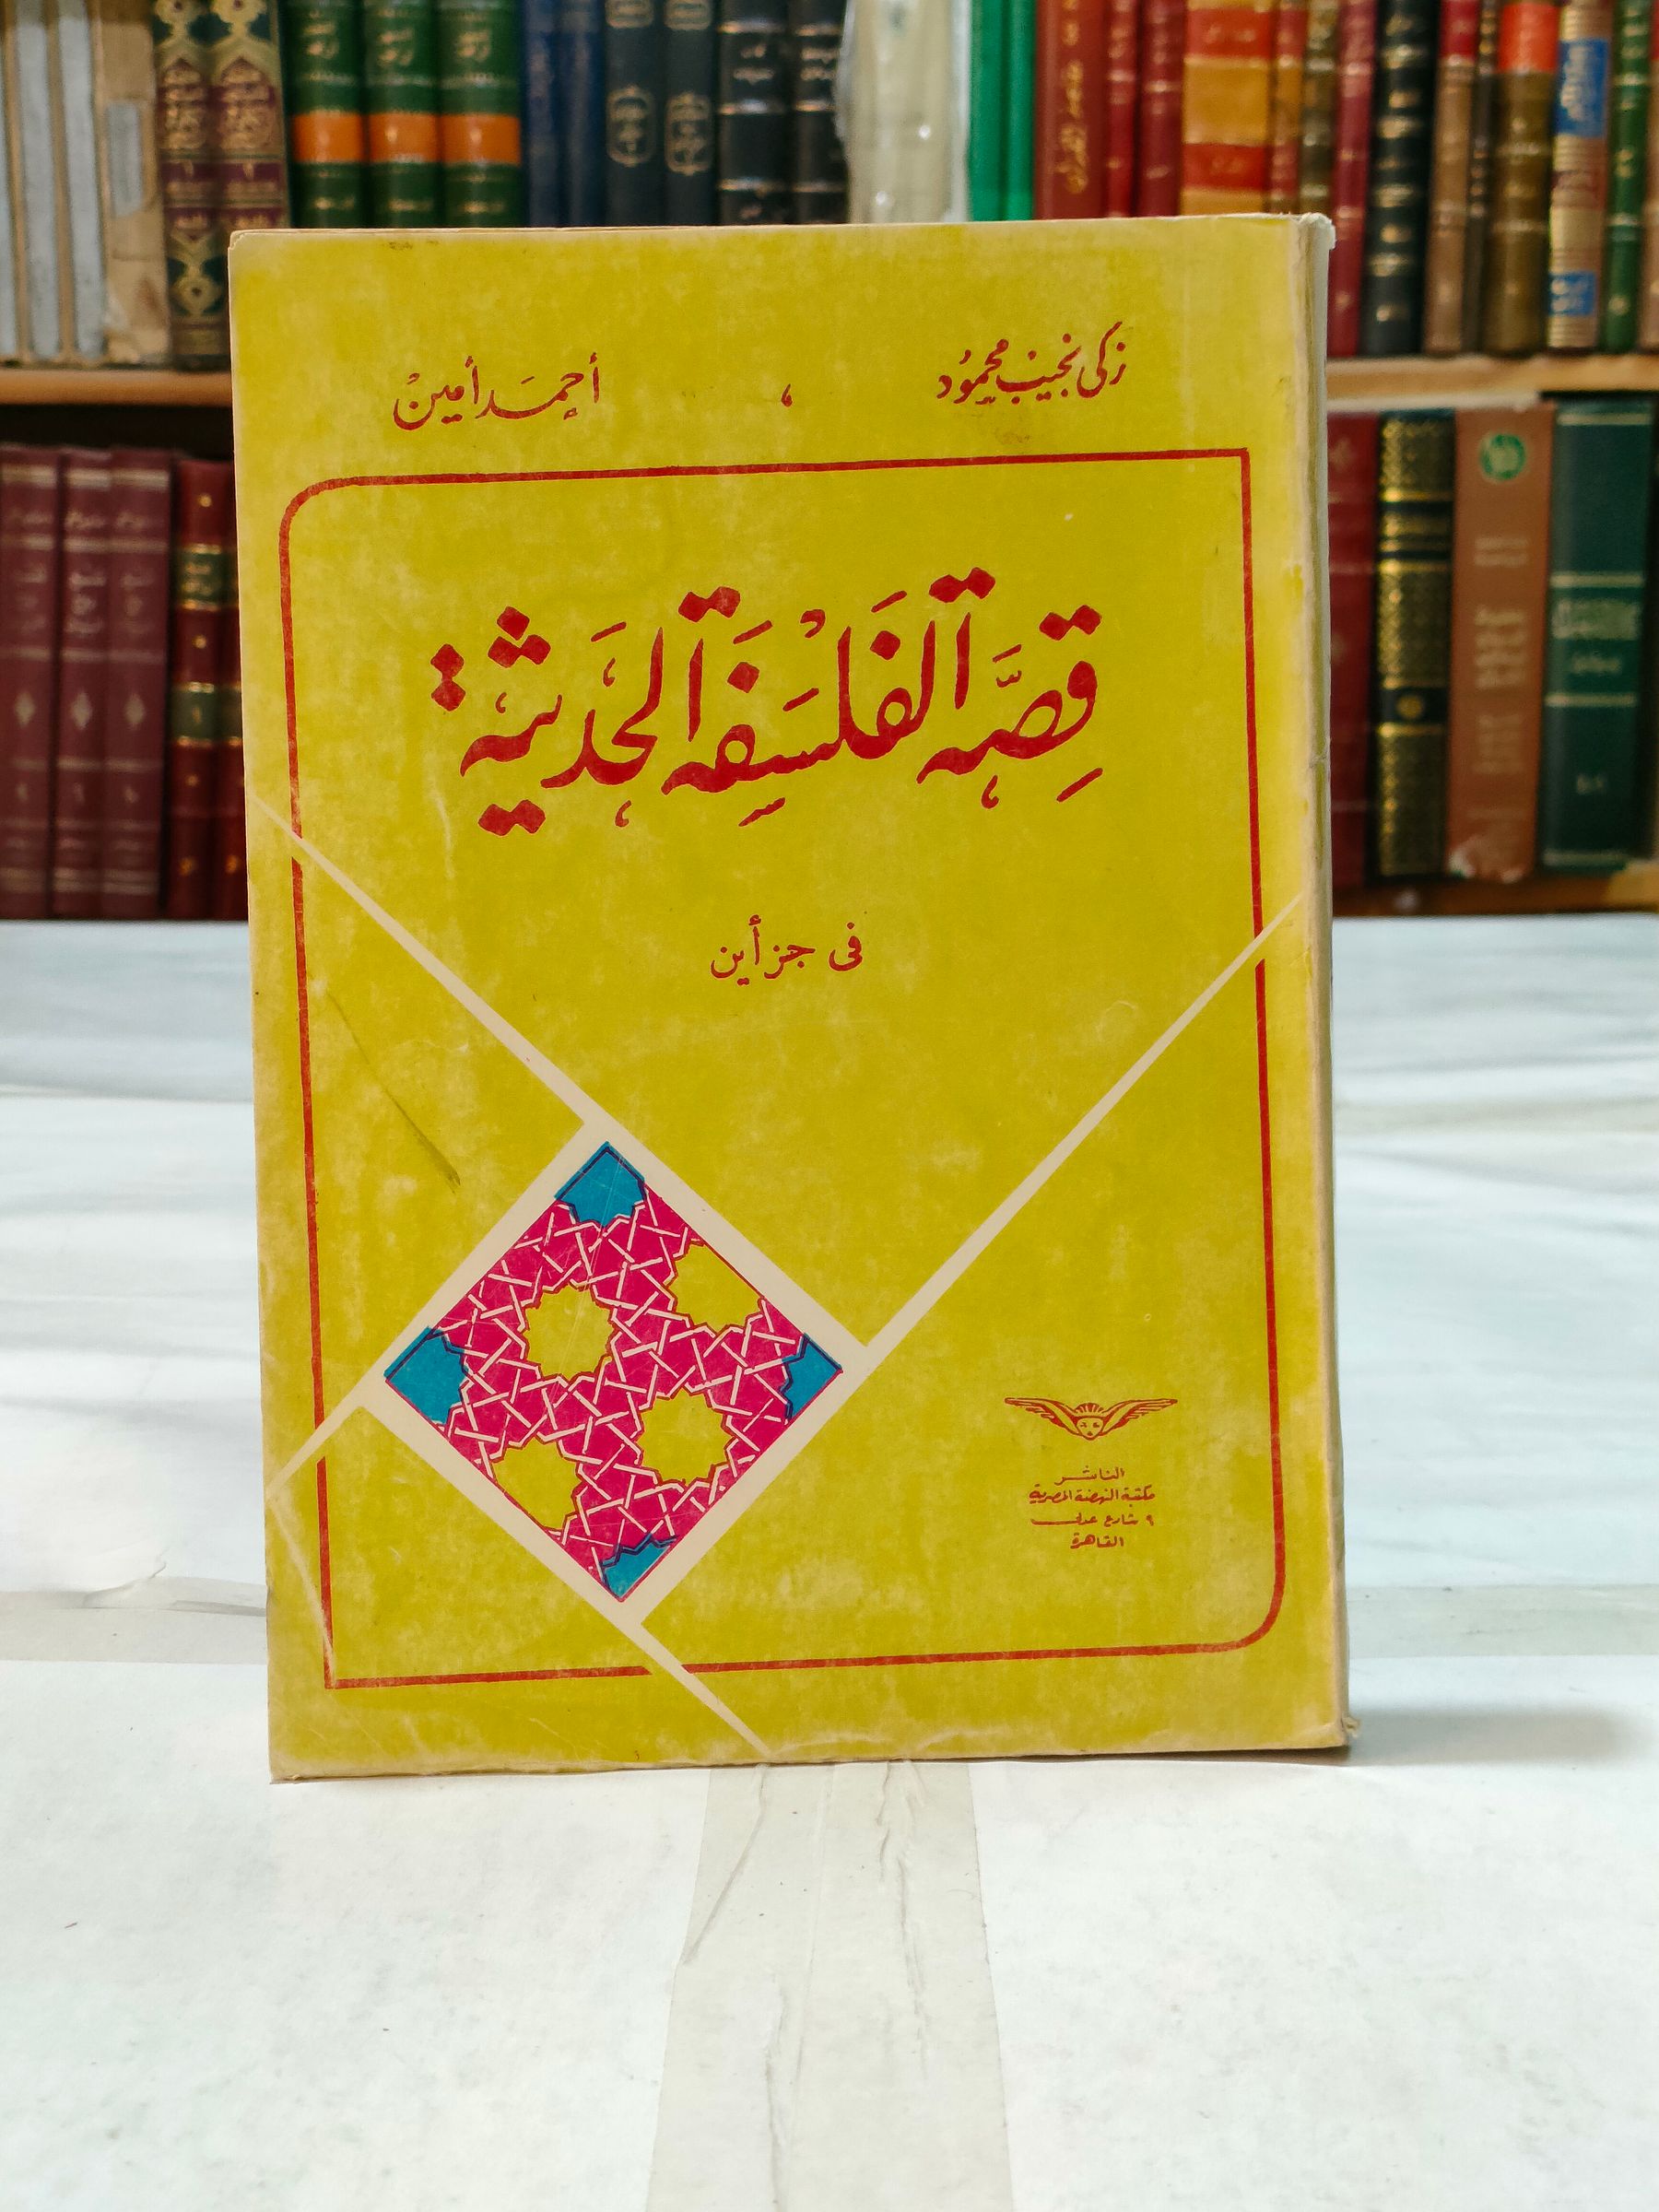 زكى نجيب محمود ، أحمد أمين
قصة الفلسفة الحديثة
فى جزأين
الناشر
مكتبة النهضة المصرية
٩ شارع عدلى
القاهرة